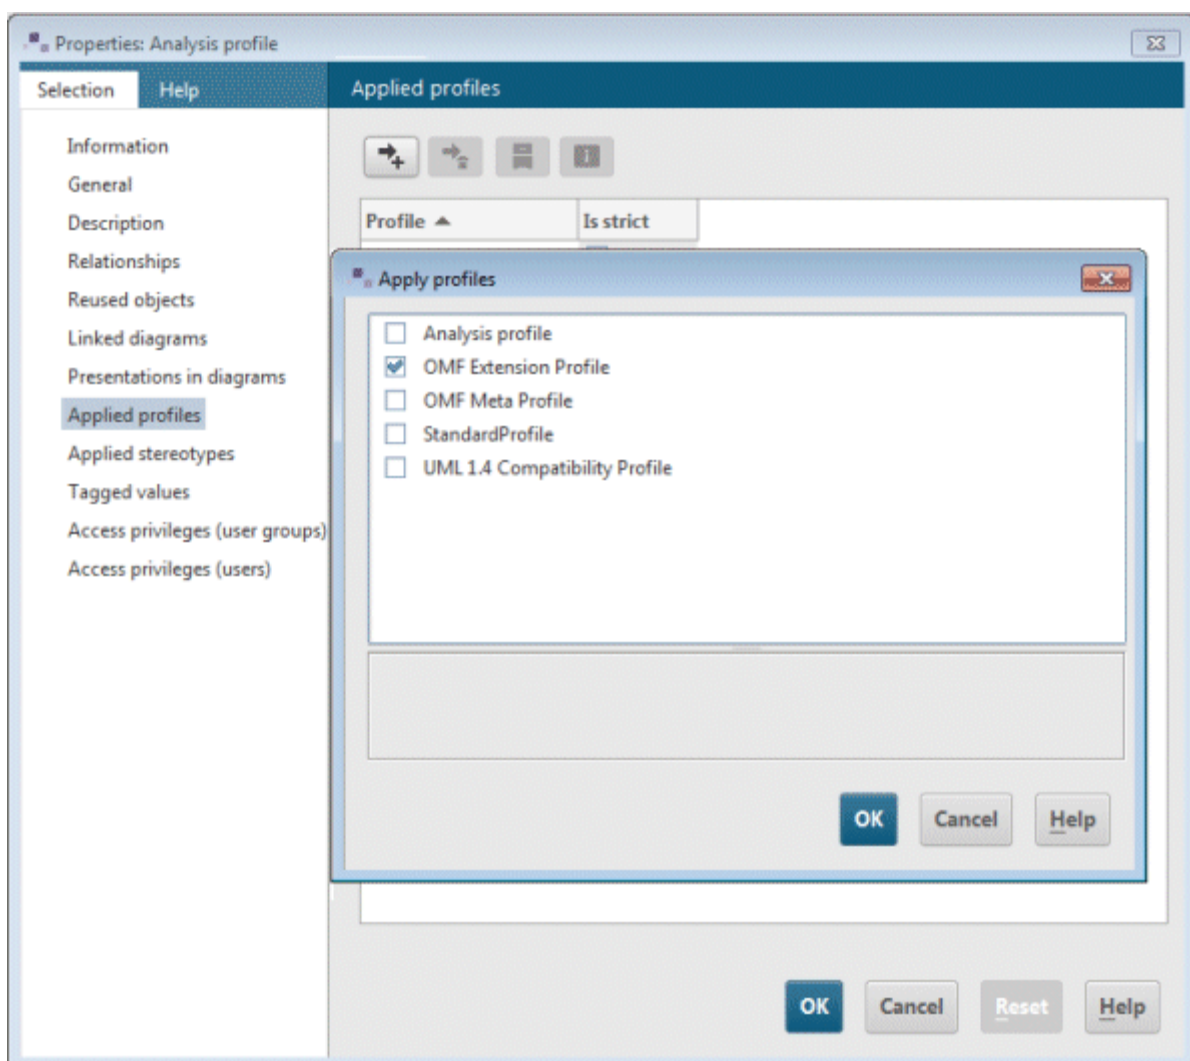 Properties: Analysis profile
Selection Help
Applied profiles
Information
General
Description
Relationships
Reused objects
Linked diagrams
Presentations in diagrams
Applied profiles
Applied stereotypes
Tagged values
Access privileges (user groups)
Access privileges (users)
Profile Is strict
Apply profiles
Analysis profile
OMF Extension Profile
OMF Meta Profile
StandardProfile
UML 1.4 Compatibility Profile
OK Cancel Help
OK Cancel Reset Help